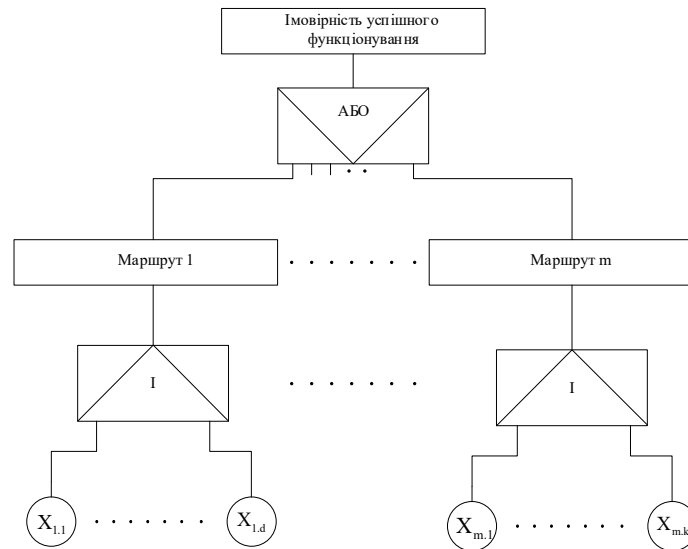 Імовірність успішного
функціонування
АБО
Маршрут 1
Маршрут m
І
І
X1.1
X1.d
Xm.1
Xm.k